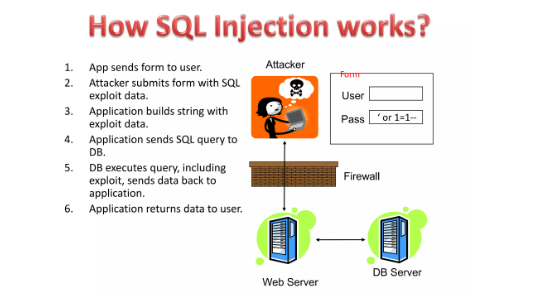 How SQL Injection works?
1. App sends form to user.
2. Attacker submits form with SQL
exploit data.
3. Application builds string with
exploit data.
4. Application sends SQL query to
DB.
5. DB executes query, including
exploit, sends data back to
application.
6. Application returns data to user.
Attacker
Form
User
Pass ‘ or 1=1--
Firewall
Web Server
DB Server